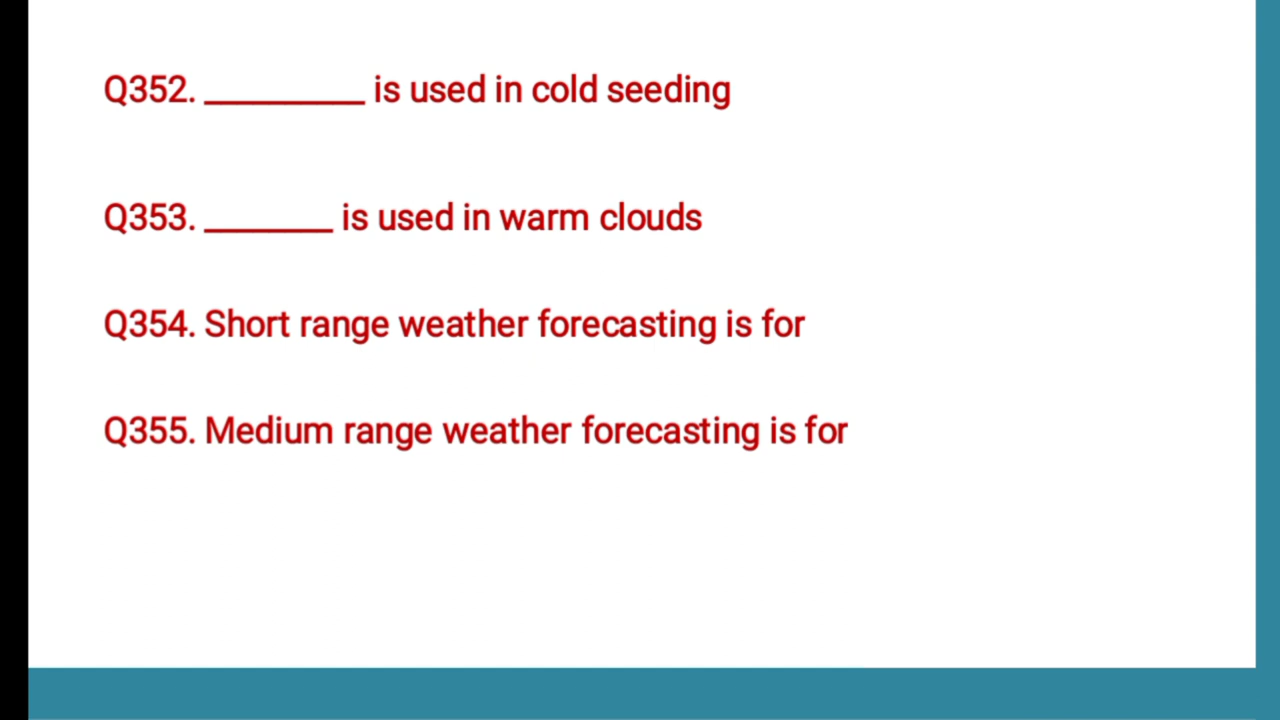 Q352. __________ is used in cold seeding
Q353. ________ is used in warm clouds
Q354. Short range weather forecasting is for
Q355. Medium range weather forecasting is for